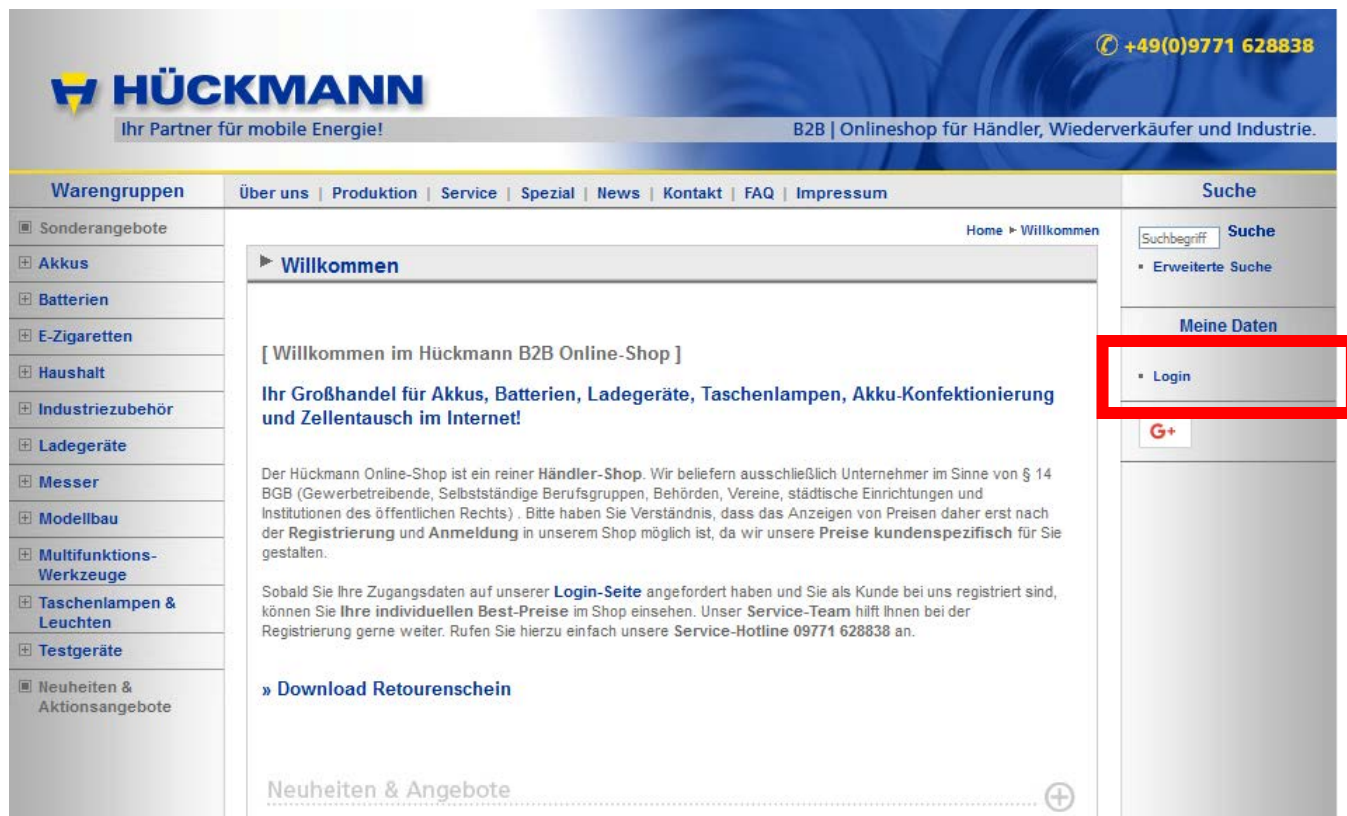 ✆ +49(0)9771 628838
HÜCKMANN
Ihr Partner für mobile Energie!
B2B | Onlineshop für Händler, Wiederverkäufer und Industrie.
Warengruppen
Über uns | Produktion | Service | Spezial | News | Kontakt | FAQ | Impressum
Suche
Sonderangebote
Akkus
Batterien
E-Zigaretten
Haushalt
Industriezubehör
Ladegeräte
Messer
Modellbau
Multifunktions-
Werkzeuge
Taschenlampen &
Leuchten
Testgeräte
Neuheiten &
Aktionsangebote
Home ▸ Willkommen
Willkommen
[ Willkommen im Hückmann B2B Online-Shop ]
Ihr Großhandel für Akkus, Batterien, Ladegeräte, Taschenlampen, Akku-Konfektionierung
und Zellentausch im Internet!
Der Hückmann Online-Shop ist ein reiner Händler-Shop. Wir beliefern ausschließlich Unternehmer im Sinne von § 14
BGB (Gewerbetreibende, Selbstständige Berufsgruppen, Behörden, Vereine, städtische Einrichtungen und
Institutionen des öffentlichen Rechts) . Bitte haben Sie Verständnis, dass das Anzeigen von Preisen daher erst nach
der Registrierung und Anmeldung in unserem Shop möglich ist, da wir unsere Preise kundenspezifisch für Sie
gestalten.
Sobald Sie Ihre Zugangsdaten auf unserer Login-Seite angefordert haben und Sie als Kunde bei uns registriert sind,
können Sie Ihre individuellen Best-Preise im Shop einsehen. Unser Service-Team hilft Ihnen bei der
Registrierung gerne weiter. Rufen Sie hierzu einfach unsere Service-Hotline 09771 628838 an.
» Download Retourenschein
Neuheiten & Angebote
Suchbegriff Suche
▪ Erweiterte Suche
Meine Daten
▪ Login
G+